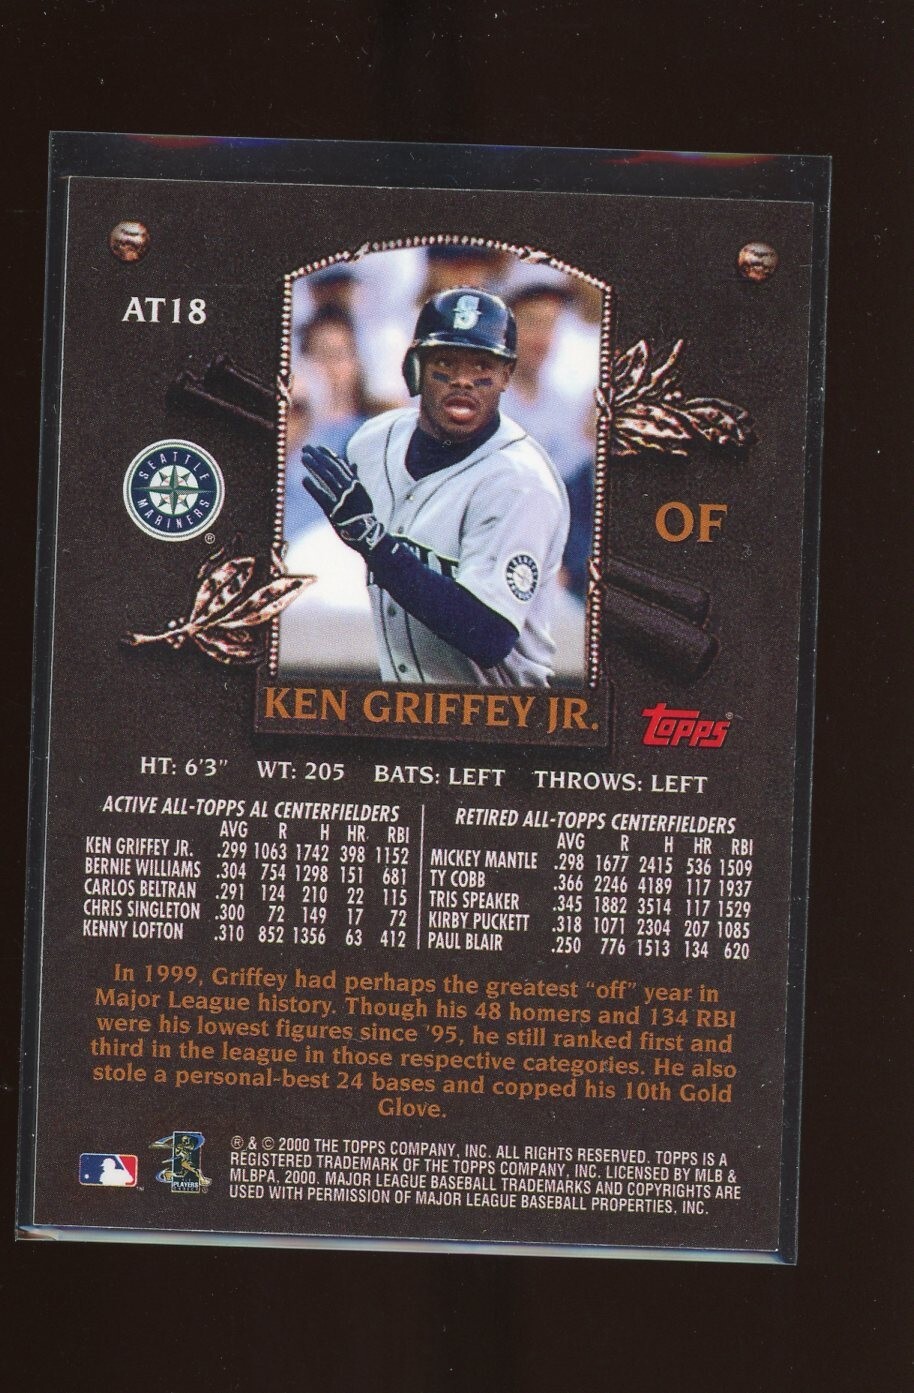 AT18
S
SEATTLE
MARINERS
®
OF
KEN GRIFFEY JR.
TOPPS®
HT: 6'3" WT: 205 BATS: LEFT THROWS: LEFT
ACTIVE ALL-TOPPS AL CENTERFIELDERS
AVG R H HR RBI
KEN GRIFFEY JR. .299 1063 1742 398 1152
BERNIE WILLIAMS .304 754 1298 151 681
CARLOS BELTRAN .291 124 210 22 115
CHRIS SINGLETON .300 72 149 17 72
KENNY LOFTON .310 852 1356 63 412
RETIRED ALL-TOPPS CENTERFIELDERS
AVG R H HR RBI
MICKEY MANTLE .298 1677 2415 536 1509
TY COBB .366 2246 4189 117 1937
TRIS SPEAKER .345 1882 3514 117 1529
KIRBY PUCKETT .318 1071 2304 207 1085
PAUL BLAIR .250 776 1513 134 620
In 1999, Griffey had perhaps the greatest "off" year in
Major League history. Though his 48 homers and 134 RBI
were his lowest figures since '95, he still ranked first and
third in the league in those respective categories. He also
stole a personal-best 24 bases and copped his 10th Gold
Glove.
® & © 2000 THE TOPPS COMPANY, INC. ALL RIGHTS RESERVED. TOPPS IS A
REGISTERED TRADEMARK OF THE TOPPS COMPANY, INC. LICENSED BY MLB &
MLBPA, 2000. MAJOR LEAGUE BASEBALL TRADEMARKS AND COPYRIGHTS ARE
USED WITH PERMISSION OF MAJOR LEAGUE BASEBALL PROPERTIES, INC.
PLAYERS